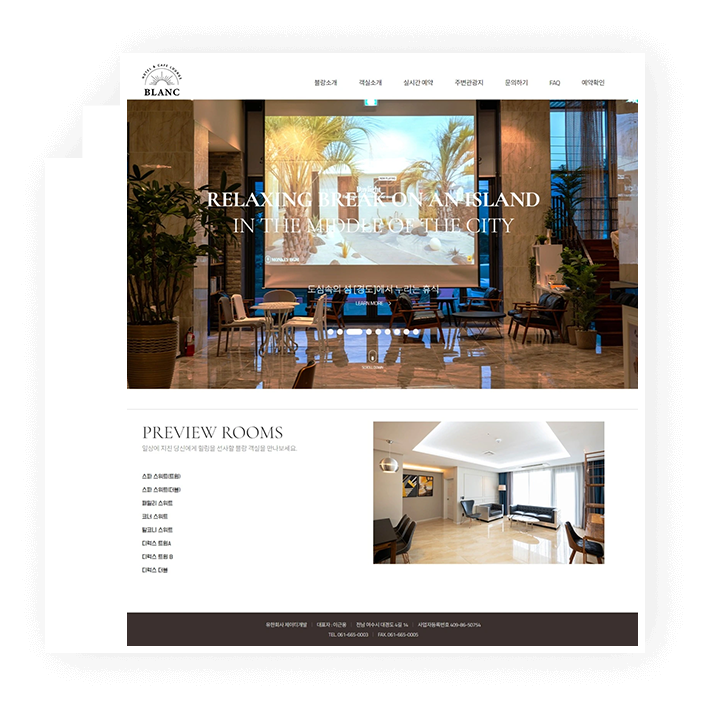 HOTEL & CAFE LOUNGE
BLANC
블랑소개 객실소개 실시간 예약 주변관광지 문의하기 FAQ 예약확인
RELAXING BREAK ON AN ISLAND
IN THE MIDDLE OF THE CITY
도심속의 섬 [경도]에서 누리는 휴식
LEARN MORE
SCROLL DOWN
PREVIEW ROOMS
일상에 지친 당신에게 힐링을 선사할 블랑 객실을 만나보세요.
스파 스위트(트윈)
스파 스위트(더블)
패밀리 스위트
코너 스위트
발코니 스위트
디럭스 트윈A
디럭스 트윈 B
디럭스 더블
유한회사 제이티개발 | 대표자 : 이근용 | 전남 여수시 대경도 4길 14 | 사업자등록번호 409-86-50754
TEL. 061-665-0003 | FAX. 061-665-0005